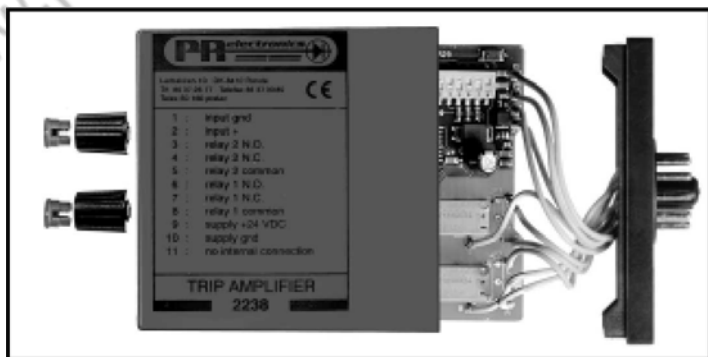 PR electronics
CE
1 : input gnd
2 : input +
3 : relay 2 N.O.
4 : relay 2 N.C.
5 : relay 2 common
6 : relay 1 N.O.
7 : relay 1 N.C.
8 : relay 1 common
9 : supply +24 VDC
10 : supply gnd
11 : no internal connection
TRIP AMPLIFIER
2238